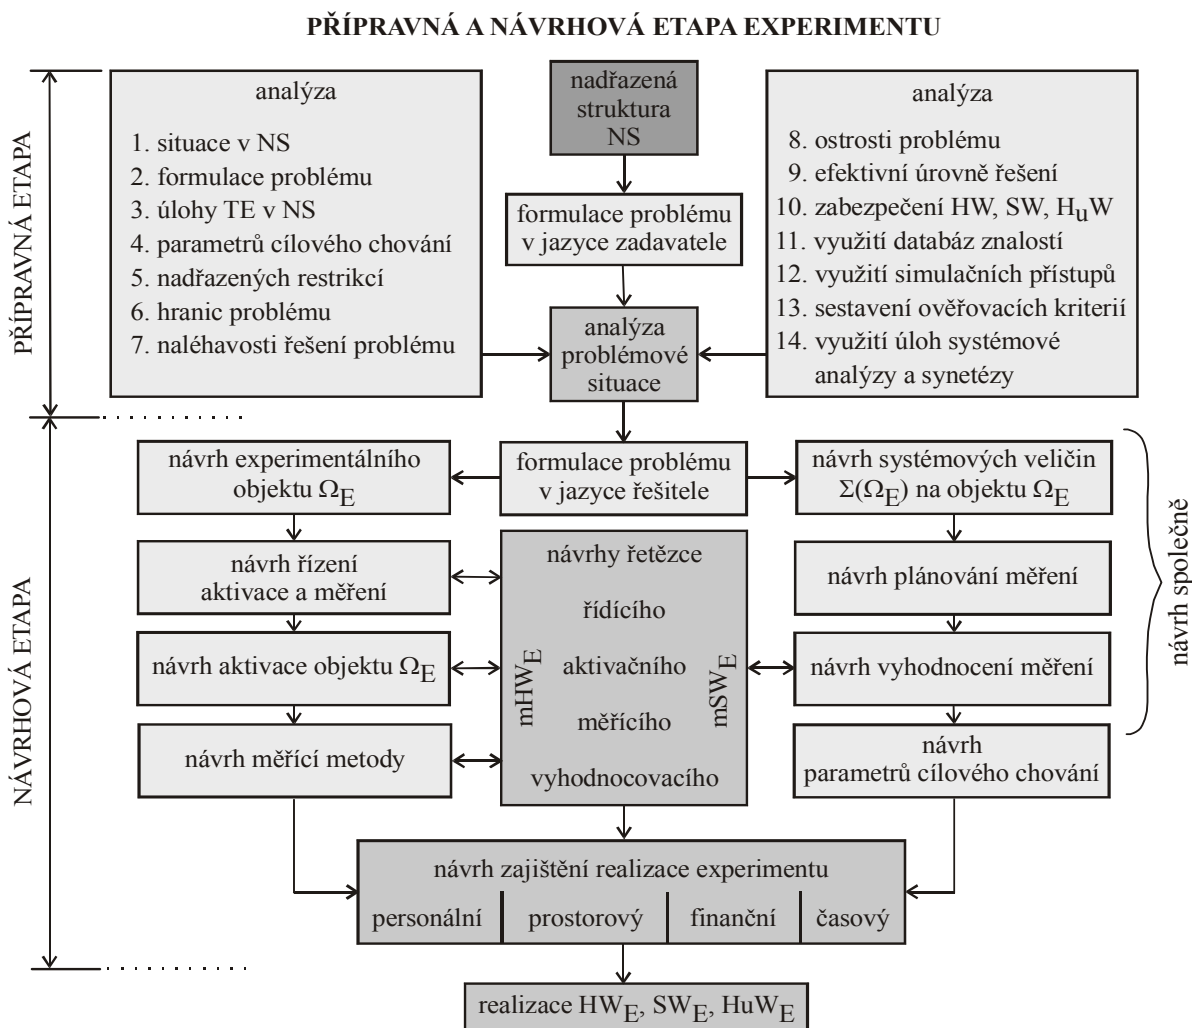 PŘÍPRAVNÁ A NÁVRHOVÁ ETAPA EXPERIMENTU
PŘÍPRAVNÁ ETAPA
analýza
1. situace v NS
2. formulace problému
3. úlohy TE v NS
4. parametrů cílového chování
5. nadřazených restrikcí
6. hranic problému
7. naléhavosti řešení problému
nadřazená
struktura
NS
formulace problému
v jazyce zadavatele
analýza
problémové
situace
analýza
8. ostrosti problému
9. efektivní úrovně řešení
10. zabezpečení HW, SW, HuW
11. využití databáz znalostí
12. využití simulačních přístupů
13. sestavení ověřovacích kriterií
14. využití úloh systémové
analýzy a synetézy
NÁVRHOVÁ ETAPA
návrh experimentálního
objektu ΩE
formulace problému
v jazyce řešitele
návrh systémových veličin
Σ(ΩE) na objektu ΩE
návrh řízení
aktivace a měření
návrh aktivace objektu ΩE
návrh měřící metody
mHWE
návrhy řetězce
řídícího
aktivačního
měřícího
vyhodnocovacího
mSWE
návrh plánování měření
návrh vyhodnocení měření
návrh
parametrů cílového chování
návrh společně
návrh zajištění realizace experimentu
personální prostorový finanční časový
realizace HWE, SWE, HuWE